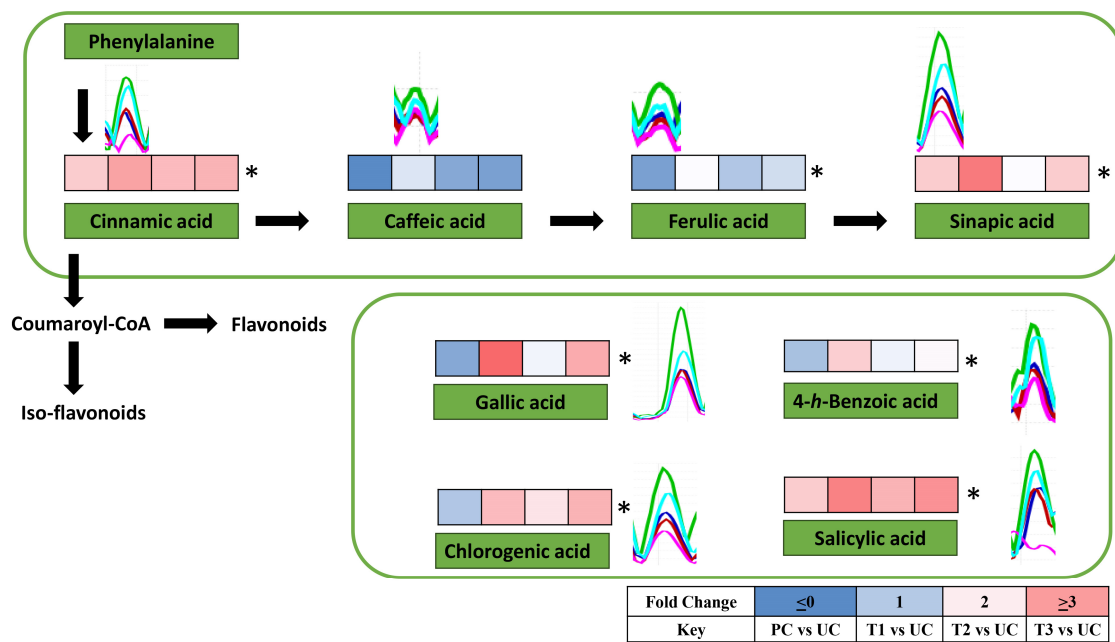 Phenylalanine
*
*
*
Cinnamic acid
Caffeic acid
Ferulic acid
Sinapic acid
Coumaroyl-CoA
Flavonoids
Iso-flavonoids
*
*
Gallic acid
4-h-Benzoic acid
*
*
Chlorogenic acid
Salicylic acid
Fold Change ≤0 1 2 ≥3
Key PC vs UC T1 vs UC T2 vs UC T3 vs UC